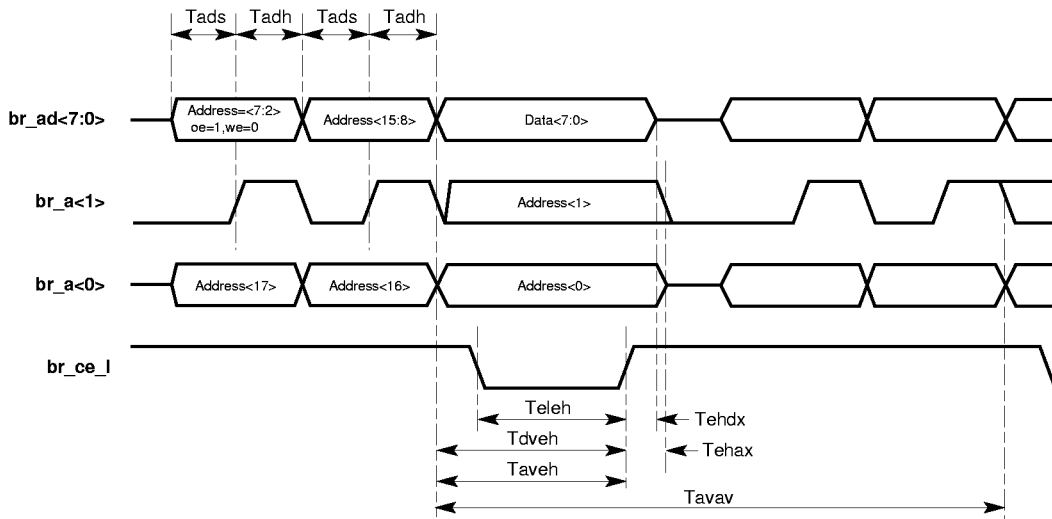 Tads Tadh Tads Tadh
br_ad<7:0>
Address=<7:2>
oe=1,we=0
Address<15:8>
Data<7:0>
br_a<1>
Address<1>
br_a<0>
Address<17>
Address<16>
Address<0>
br_ce_l
Teleh
Tehdx
Tdveh
Tehax
Taveh
Tavav